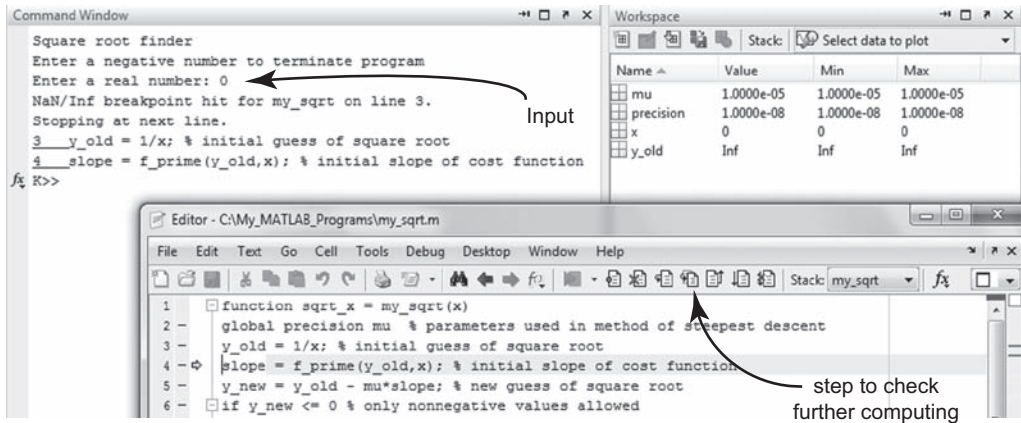 Command Window
Square root finder
Enter a negative number to terminate program
Enter a real number: 0
NaN/Inf breakpoint hit for my_sqrt on line 3.
Stopping at next line.
3   y_old = 1/x; % initial guess of square root
4   slope = f_prime(y_old,x); % initial slope of cost function
fx K>>
Input
Workspace
Stack: Select data to plot
Name Value Min Max
mu 1.0000e-05 1.0000e-05 1.0000e-05
precision 1.0000e-08 1.0000e-08 1.0000e-08
x 0 0 0
y_old Inf Inf Inf
Editor - C:\My_MATLAB_Programs\my_sqrt.m
File Edit Text Go Cell Tools Debug Desktop Window Help
Stack: my_sqrt fx
1 function sqrt_x = my_sqrt(x)
2 - global precision mu % parameters used in method of steepest descent
3 - y_old = 1/x; % initial guess of square root
4 - slope = f_prime(y_old,x); % initial slope of cost function
5 - y_new = y_old - mu*slope; % new guess of square root
6 - if y_new <= 0 % only nonnegative values allowed
step to check
further computing